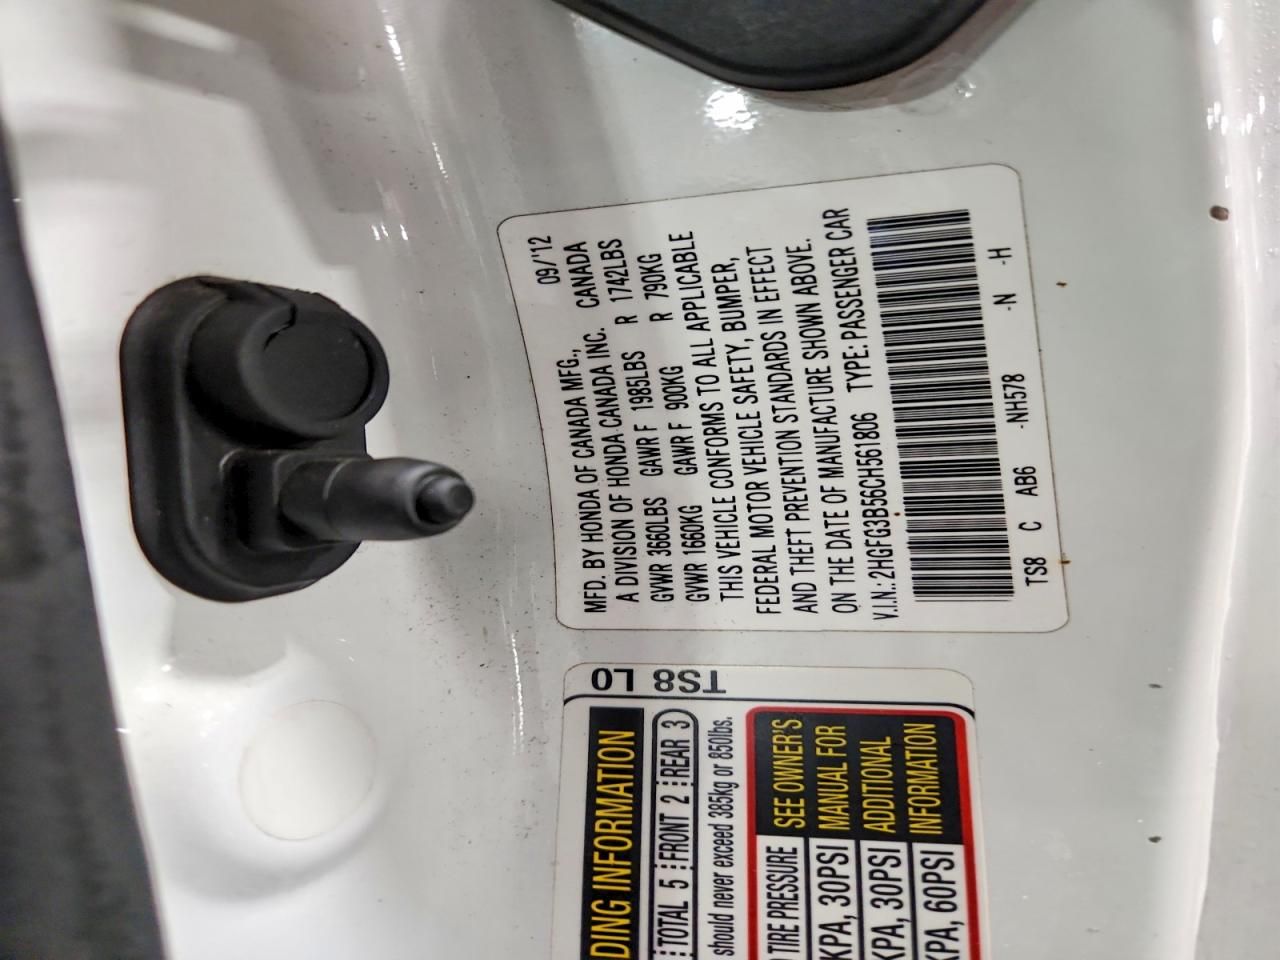 MFD. BY HONDA OF CANADA MFG., 09/'12
A DIVISION OF HONDA CANADA INC. CANADA
GVWR 3660LBS GAWR F 1985LBS R 1742LBS
GVWR 1660KG GAWR F 900KG R 790KG
THIS VEHICLE CONFORMS TO ALL APPLICABLE
FEDERAL MOTOR VEHICLE SAFETY, BUMPER,
AND THEFT PREVENTION STANDARDS IN EFFECT
ON THE DATE OF MANUFACTURE SHOWN ABOVE.
V.I.N.: 2HGFG3B56CH561806 TYPE: PASSENGER CAR
TS8 C AB6 -NH578 -N -H
TS8 L0
DING INFORMATION
TOTAL 5 FRONT 2 REAR 3
should never exceed 385kg or 850lbs.
TIRE PRESSURE
KPA, 30PSI
KPA, 30PSI
KPA, 60PSI
SEE OWNER'S
MANUAL FOR
ADDITIONAL
INFORMATION